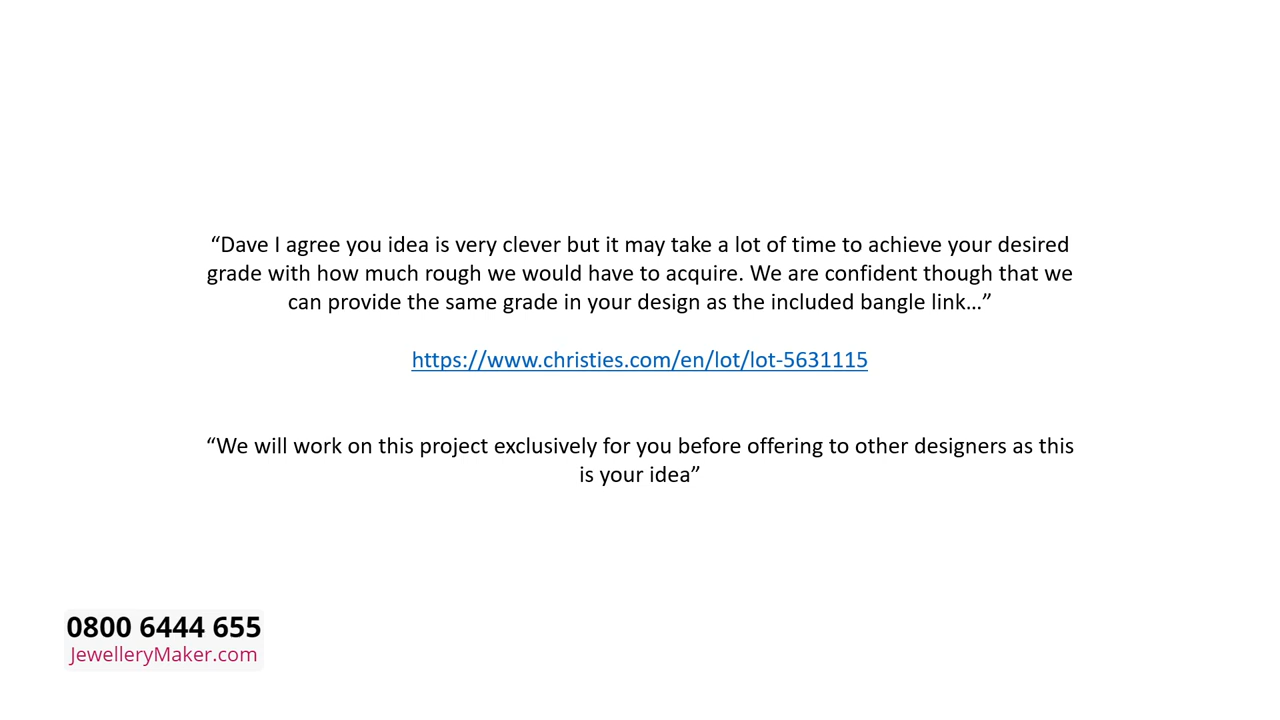 “Dave I agree you idea is very clever but it may take a lot of time to achieve your desired
grade with how much rough we would have to acquire. We are confident though that we
can provide the same grade in your design as the included bangle link…”
https://www.christies.com/en/lot/lot-5631115
“We will work on this project exclusively for you before offering to other designers as this
is your idea”
0800 6444 655
JewelleryMaker.com